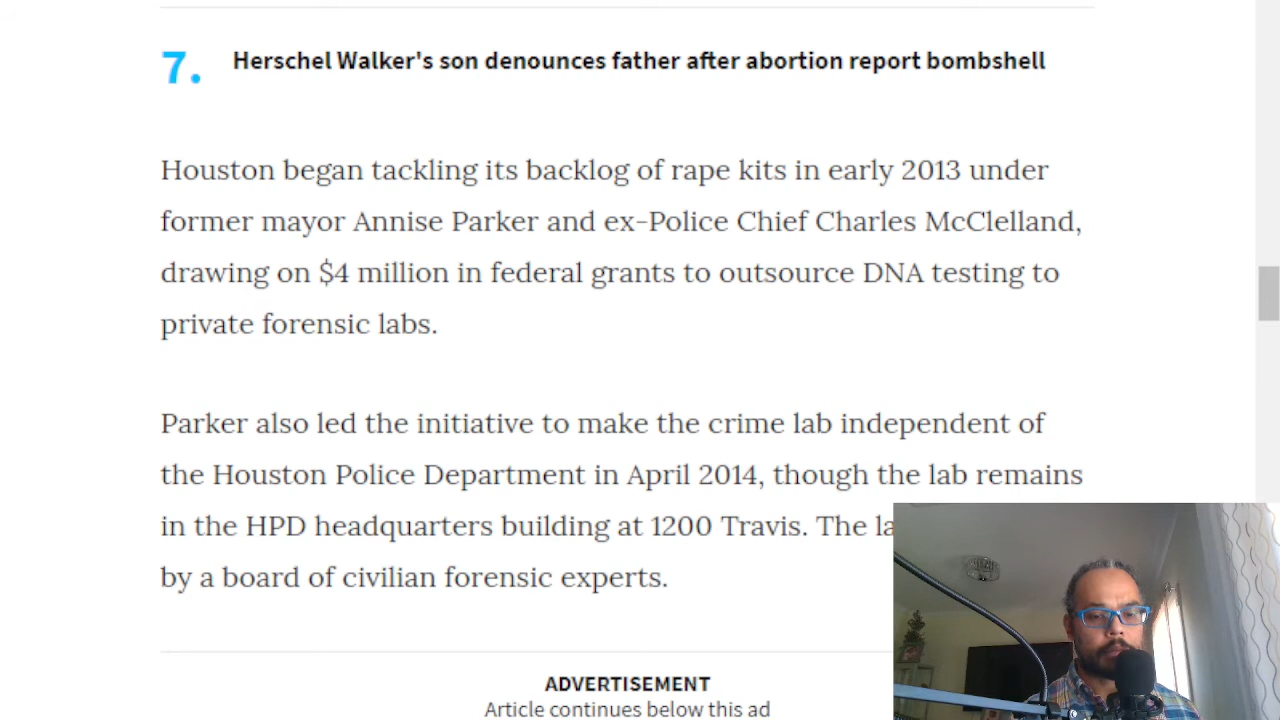 7. Herschel Walker's son denounces father after abortion report bombshell
Houston began tackling its backlog of rape kits in early 2013 under
former mayor Annise Parker and ex-Police Chief Charles McClelland,
drawing on $4 million in federal grants to outsource DNA testing to
private forensic labs.
Parker also led the initiative to make the crime lab independent of
the Houston Police Department in April 2014, though the lab remains
in the HPD headquarters building at 1200 Travis. The
by a board of civilian forensic experts.
ADVERTISEMENT
Article continues below this ad